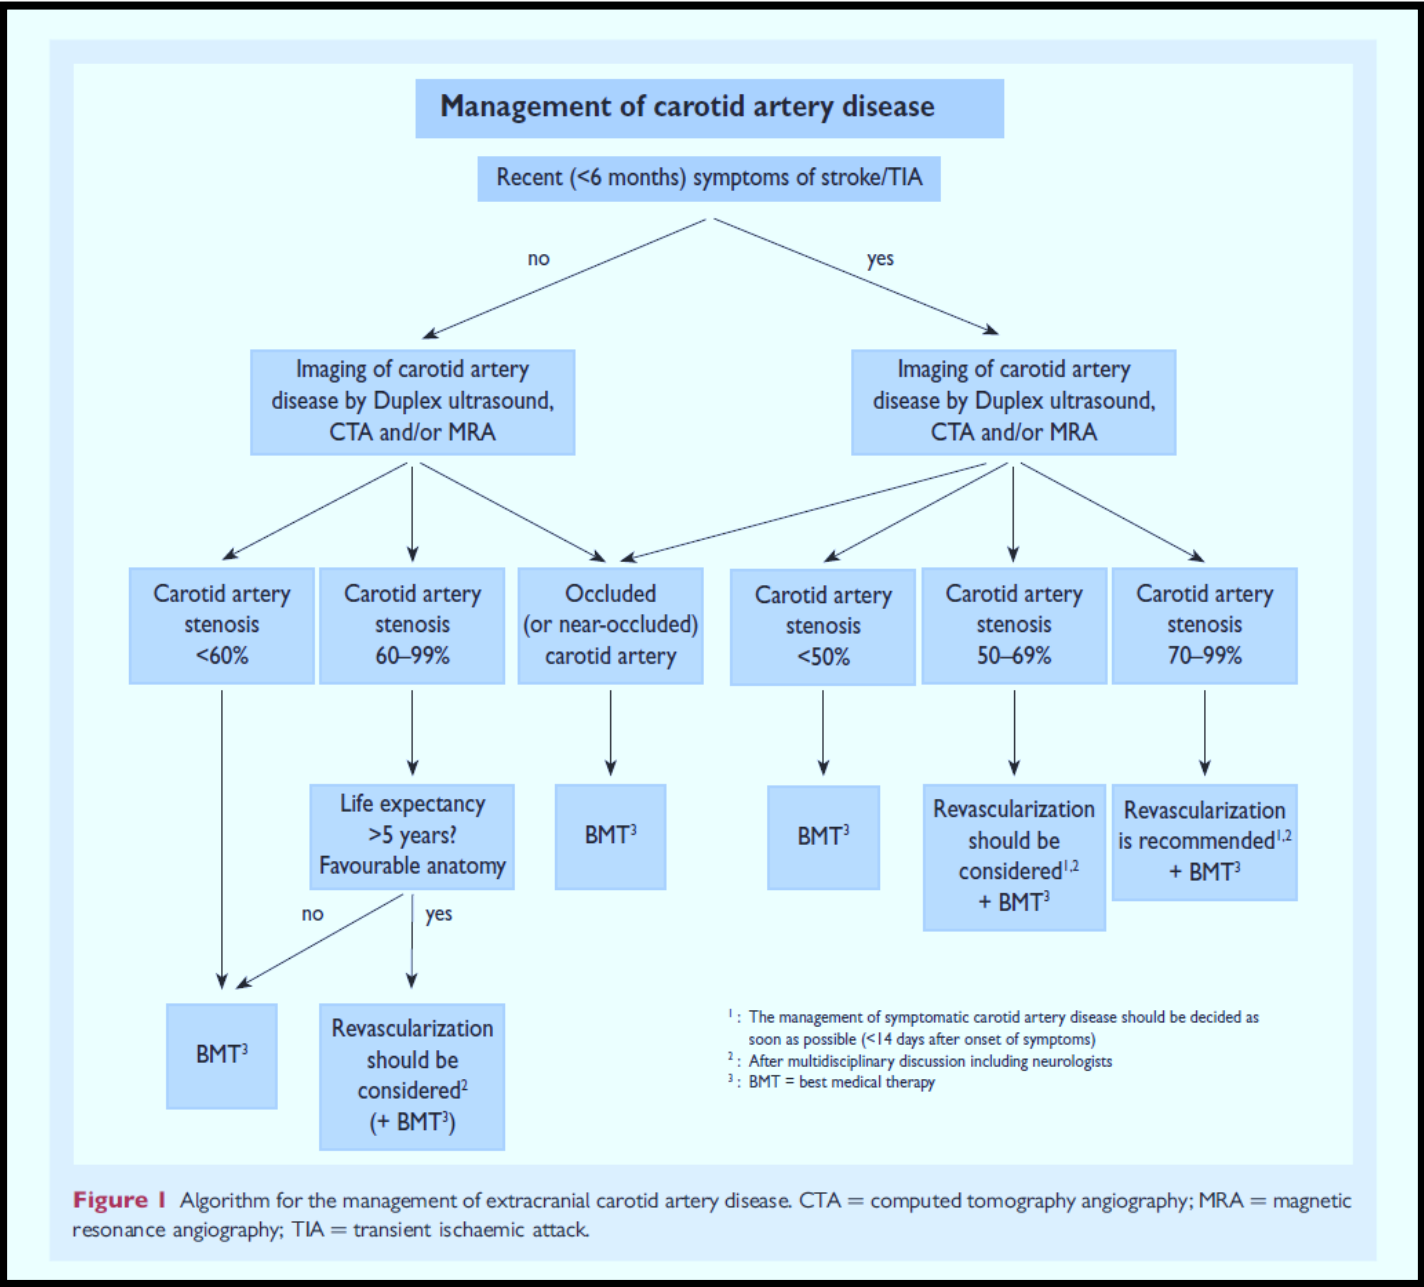 Management of carotid artery disease
Recent (<6 months) symptoms of stroke/TIA
no
yes
Imaging of carotid artery
disease by Duplex ultrasound,
CTA and/or MRA
Imaging of carotid artery
disease by Duplex ultrasound,
CTA and/or MRA
Carotid artery
stenosis
<60%
Carotid artery
stenosis
60–99%
Occluded
(or near-occluded)
carotid artery
Carotid artery
stenosis
<50%
Carotid artery
stenosis
50–69%
Carotid artery
stenosis
70–99%
Life expectancy
>5 years?
Favourable anatomy
BMT³
BMT³
Revascularization
should be
considered¹,²
+ BMT³
Revascularization
is recommended¹,²
+ BMT³
no
yes
BMT³
Revascularization
should be
considered²
(+ BMT³)
¹ : The management of symptomatic carotid artery disease should be decided as
soon as possible (<14 days after onset of symptoms)
² : After multidisciplinary discussion including neurologists
³ : BMT = best medical therapy
Figure 1 Algorithm for the management of extracranial carotid artery disease. CTA = computed tomography angiography; MRA = magnetic
resonance angiography; TIA = transient ischaemic attack.